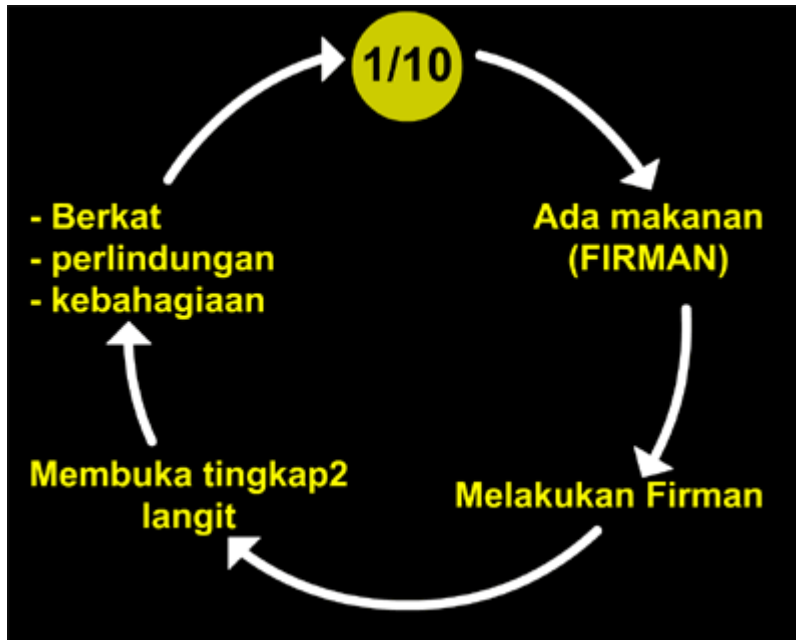 1/10
Ada makanan
(FIRMAN)
Melakukan Firman
Membuka tingkap2
langit
- Berkat
- perlindungan
- kebahagiaan